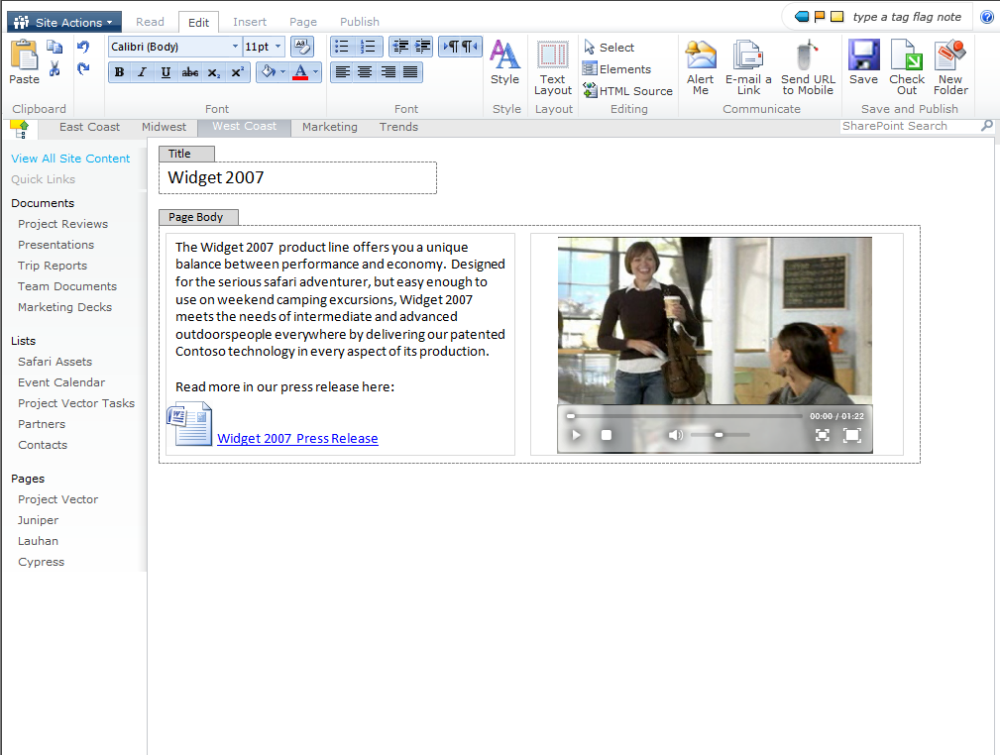 Site Actions Read Edit Insert Page Publish type a tag flag note
Calibri (Body) 11pt
B I U abc X₂ X²  A
Paste Style Text Layout Select
Elements
HTML Source
Alert Me E-mail a Link Send URL to Mobile Save Check Out New Folder
Clipboard Font Font Style Layout Editing Communicate Save and Publish
East Coast Midwest West Coast Marketing Trends SharePoint Search
View All Site Content
Quick Links
Documents
Project Reviews
Presentations
Trip Reports
Team Documents
Marketing Decks
Lists
Safari Assets
Event Calendar
Project Vector Tasks
Partners
Contacts
Pages
Project Vector
Juniper
Lauhan
Cypress
Title
Widget 2007
Page Body
The Widget 2007 product line offers you a unique
balance between performance and economy. Designed
for the serious safari adventurer, but easy enough to
use on weekend camping excursions, Widget 2007
meets the needs of intermediate and advanced
outdoorspeople everywhere by delivering our patented
Contoso technology in every aspect of its production.
Read more in our press release here:
Widget 2007 Press Release
00:00 / 01:22